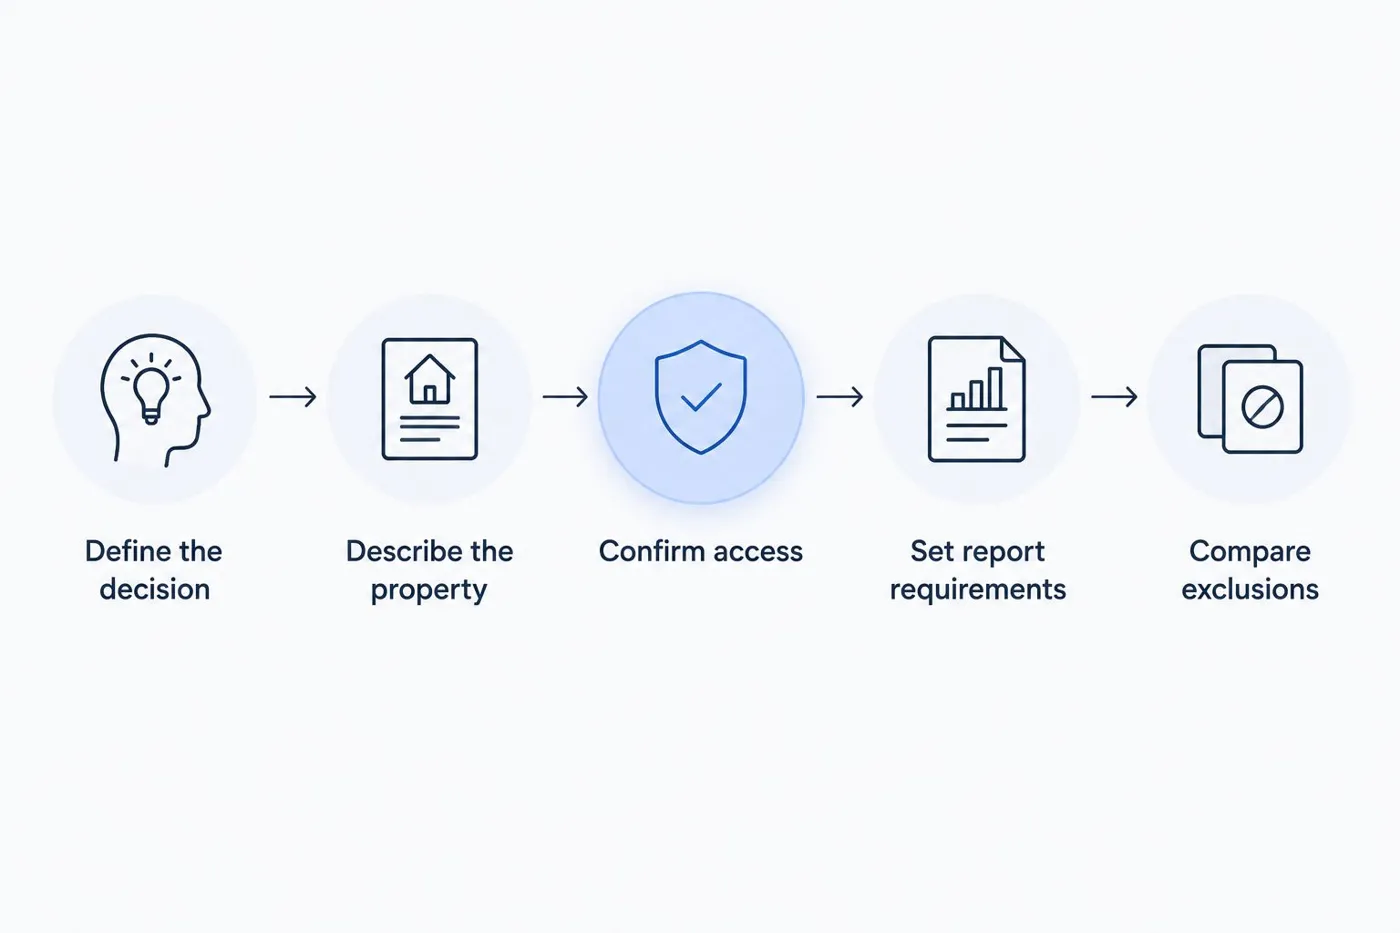 Define the
decision
Describe the
property
Confirm access
Set report
requirements
Compare
exclusions